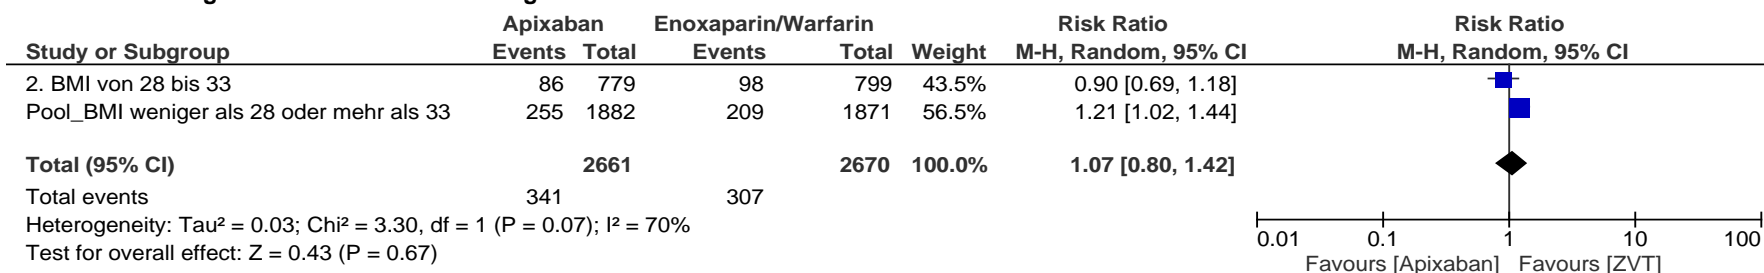 Apixaban Enoxaparin/Warfarin Risk Ratio Risk Ratio
Study or Subgroup Events Total Events Total Weight M-H, Random, 95% CI M-H, Random, 95% CI
2. BMI von 28 bis 33 86 779 98 799 43.5% 0.90 [0.69, 1.18]
Pool_BMI weniger als 28 oder mehr als 33 255 1882 209 1871 56.5% 1.21 [1.02, 1.44]
Total (95% CI) 2661 2670 100.0% 1.07 [0.80, 1.42]
Total events 341 307
Heterogeneity: Tau² = 0.03; Chi² = 3.30, df = 1 (P = 0.07); I² = 70%
Test for overall effect: Z = 0.43 (P = 0.67)
0.01 0.1 1 10 100
Favours [Apixaban] Favours [ZVT]